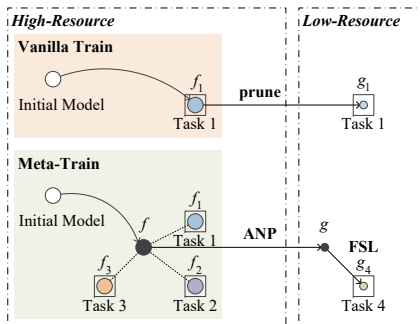 High-Resource
Low-Resource
Vanilla Train
f1
g1
Initial Model
prune
Task 1
Task 1
Meta-Train
f1
f
Initial Model
Task 1
ANP
g
FSL
f3
f2
g4
Task 3
Task 2
Task 4